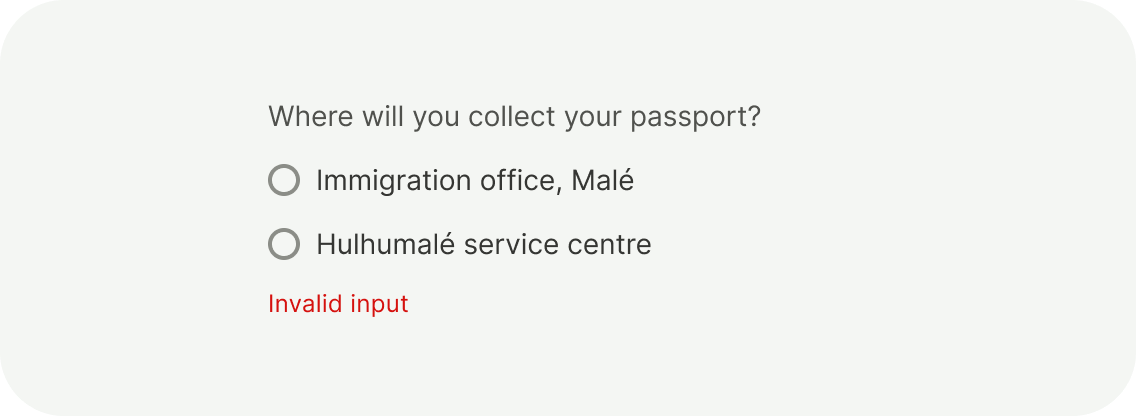 Where will you collect your passport?
Immigration office, Malé
Hulhumalé service centre
Invalid input